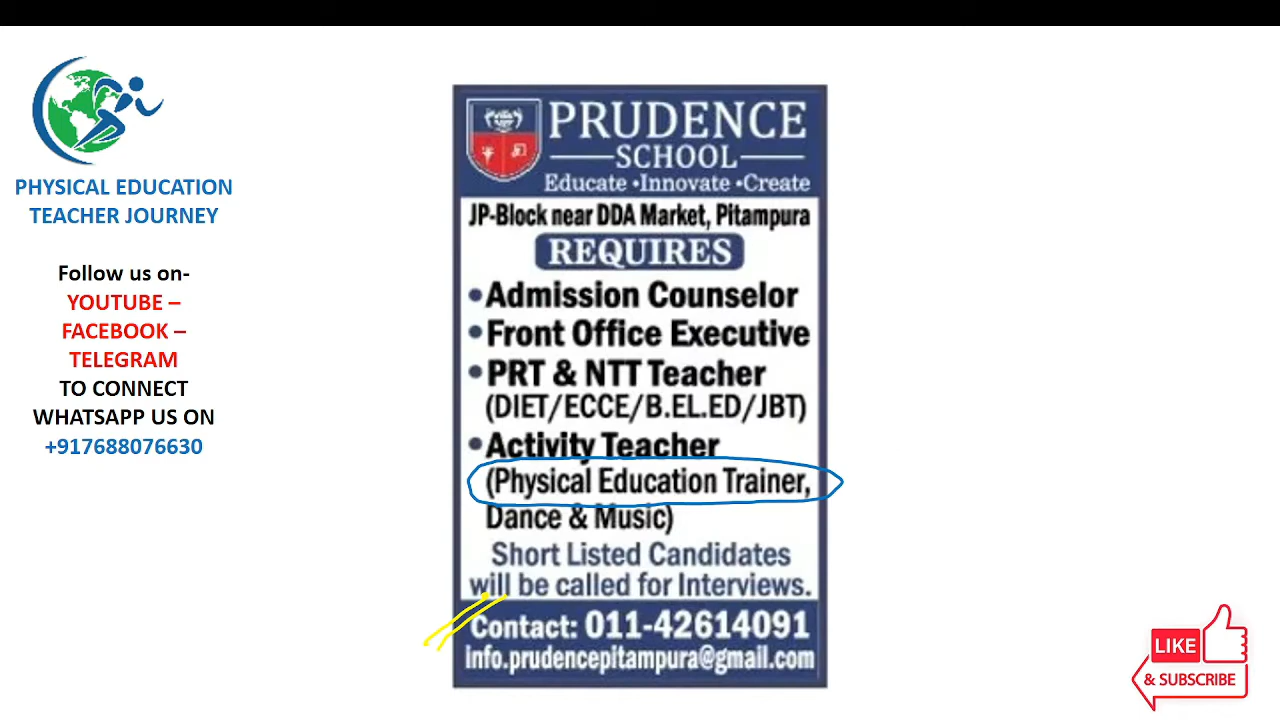 PHYSICAL EDUCATION
TEACHER JOURNEY
Follow us on-
YOUTUBE –
FACEBOOK –
TELEGRAM
TO CONNECT
WHATSAPP US ON
+917688076630
PRUDENCE
SCHOOL
Educate •Innovate •Create
JP-Block near DDA Market, Pitampura
REQUIRES
•Admission Counselor
•Front Office Executive
•PRT & NTT Teacher
(DIET/ECCE/B.EL.ED/JBT)
•Activity Teacher
(Physical Education Trainer,
Dance & Music)
Short Listed Candidates
will be called for Interviews.
Contact: 011-42614091
info.prudencepitampura@gmail.com
LIKE
& SUBSCRIBE